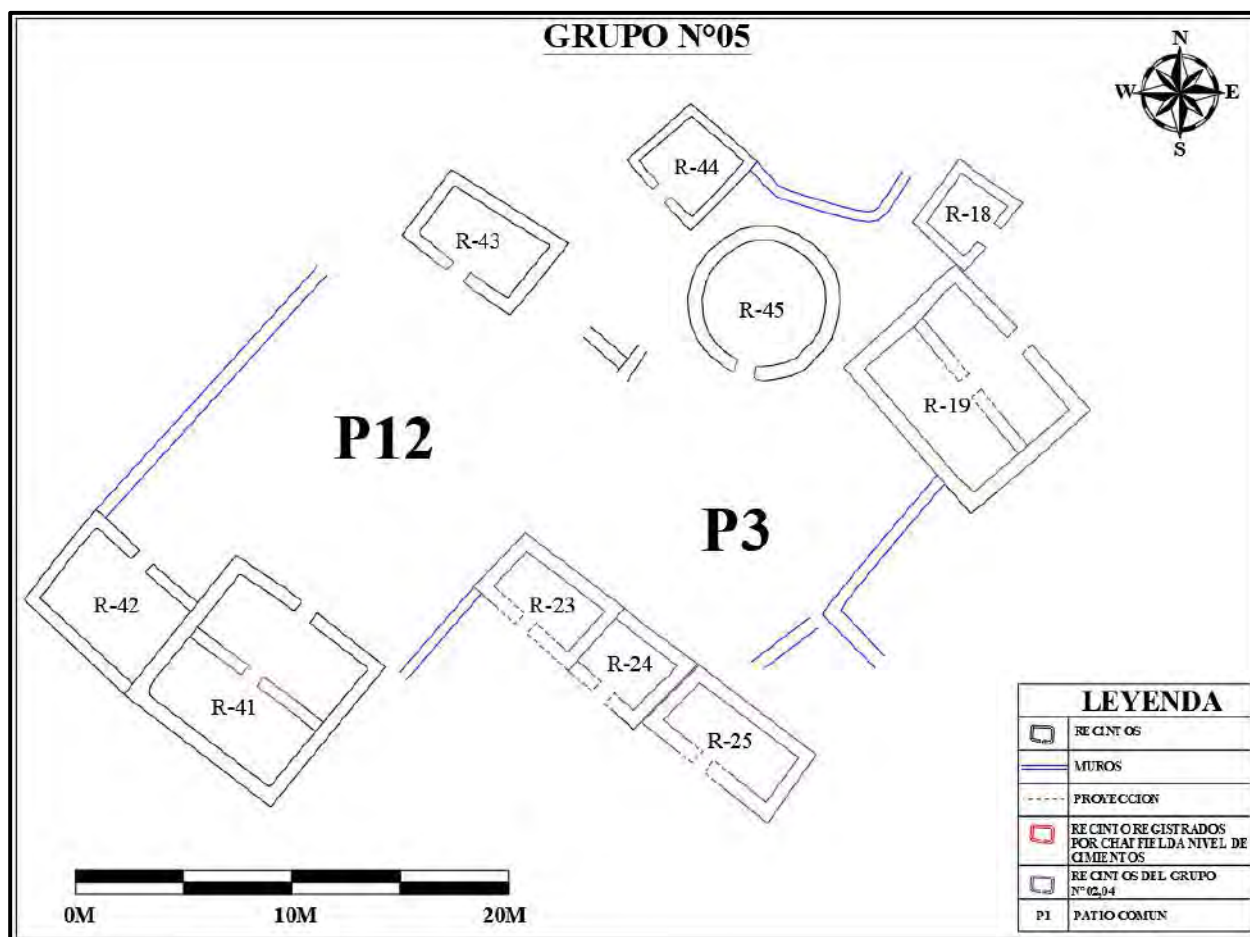 GRUPO N°05
N
W
E
S
R-44
R-18
R-43
R-45
R-19
P12
P3
R-23
R-42
R-24
R-41
R-25
LEYENDA
RECINTOS
MUROS
PROYECCION
RECINTO REGISTRADOS
POR CHATFIELD A NIVEL DE
CIMIENTOS
RECINTOS DEL GRUPO
N°02,04
P1 PATIO COMUN
0M 10M 20M